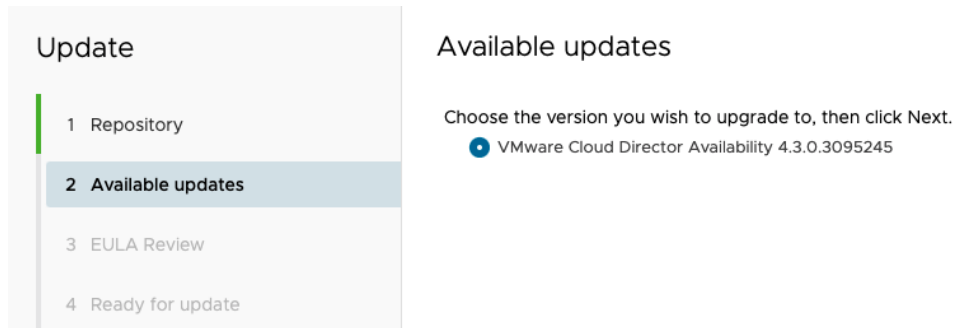 Update
1 Repository
2 Available updates
3 EULA Review
4 Ready for update
Available updates
Choose the version you wish to upgrade to, then click Next.
VMware Cloud Director Availability 4.3.0.3095245